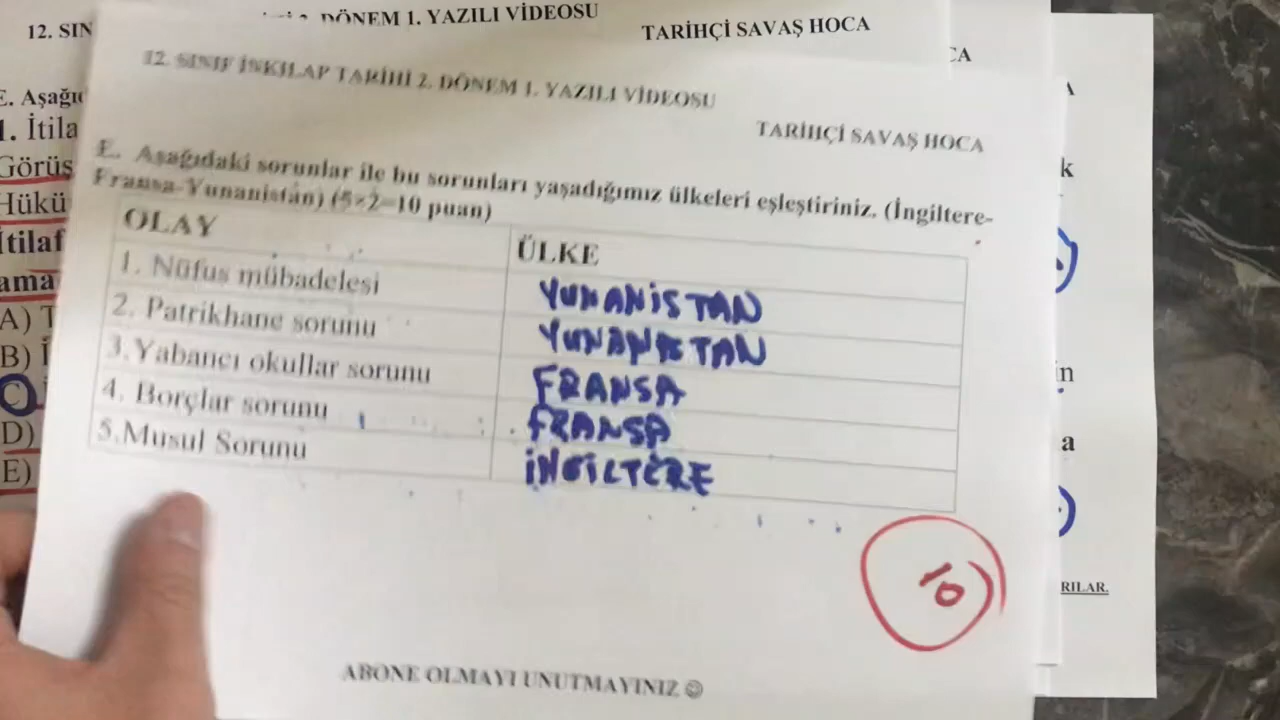 DÖNEM 1. YAZILI VİDEOSU
12. SIN
TARİHÇİ SAVAŞ HOCA
CA
A
12. SINIF İNKILAP TARİHİ 2. DÖNEM 1. YAZILI VİDEOSU
TARİHÇİ SAVAŞ HOCA
E. Aşağıdaki sorunlar ile bu sorunları yaşadığımız ülkeleri eşleştiriniz. (İngiltere-
Fransa-Yunanistan) (5×2=10 puan)
OLAY
ÜLKE
1. Nüfus mübadelesi
YUNANİSTAN
2. Patrikhane sorunu
YUNANİSTAN
3.Yabancı okullar sorunu
FRANSA
4. Borçlar sorunu
FRANSA
5.Musul Sorunu
İNGİLTERE
10
ABONE OLMAYI UNUTMAYINIZ ☺
E. Aşağıd
1. İtila
Görüş
Hükü
İtilaf
ama
A) T
B) İ
C)
D)
E)
k
in
a
RILAR.